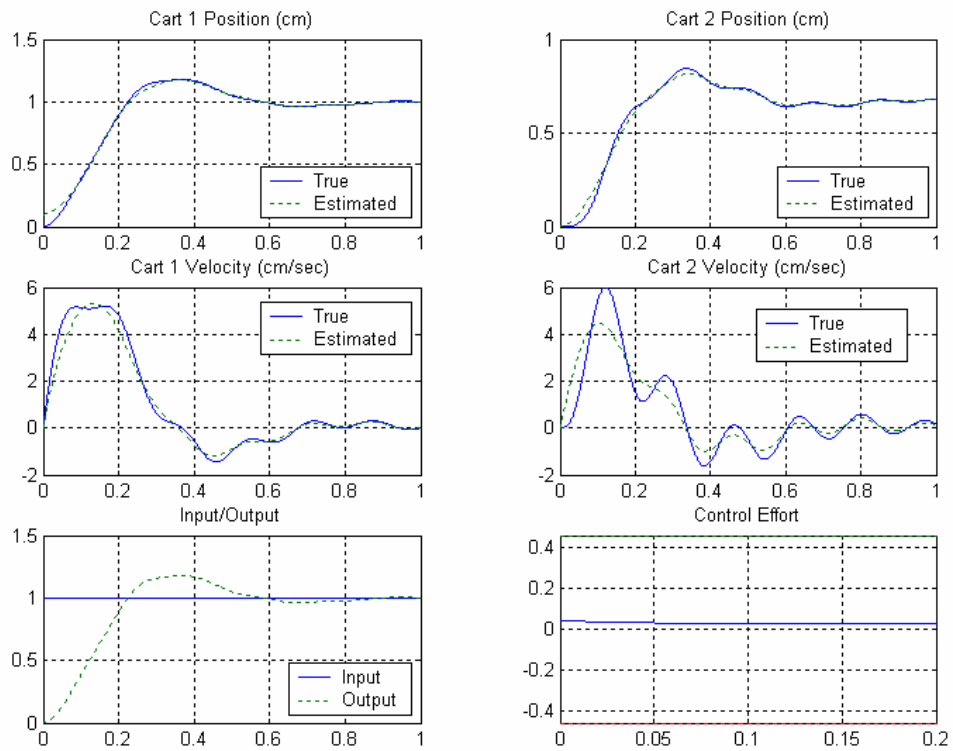 Cart 1 Position (cm)
1.5
1
0.5
0
True
Estimated
0 0.2 0.4 0.6 0.8 1
Cart 2 Position (cm)
1
0.5
0
True
Estimated
0 0.2 0.4 0.6 0.8 1
Cart 1 Velocity (cm/sec)
6
4
2
0
-2
True
Estimated
0 0.2 0.4 0.6 0.8 1
Cart 2 Velocity (cm/sec)
6
4
2
0
-2
True
Estimated
0 0.2 0.4 0.6 0.8 1
Input/Output
1.5
1
0.5
0
Input
Output
0 0.2 0.4 0.6 0.8 1
Control Effort
0.4
0.2
0
-0.2
-0.4
0 0.05 0.1 0.15 0.2